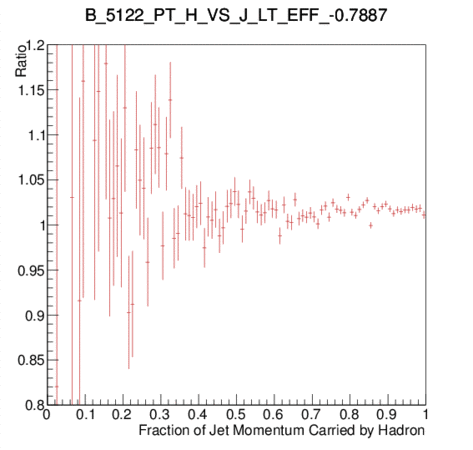 B_5122_PT_H_VS_J_LT_EFF_-0.7887
Ratio
1.2
1.15
1.1
1.05
1
0.95
0.9
0.85
0.8
0 0.1 0.2 0.3 0.4 0.5 0.6 0.7 0.8 0.9 1
Fraction of Jet Momentum Carried by Hadron